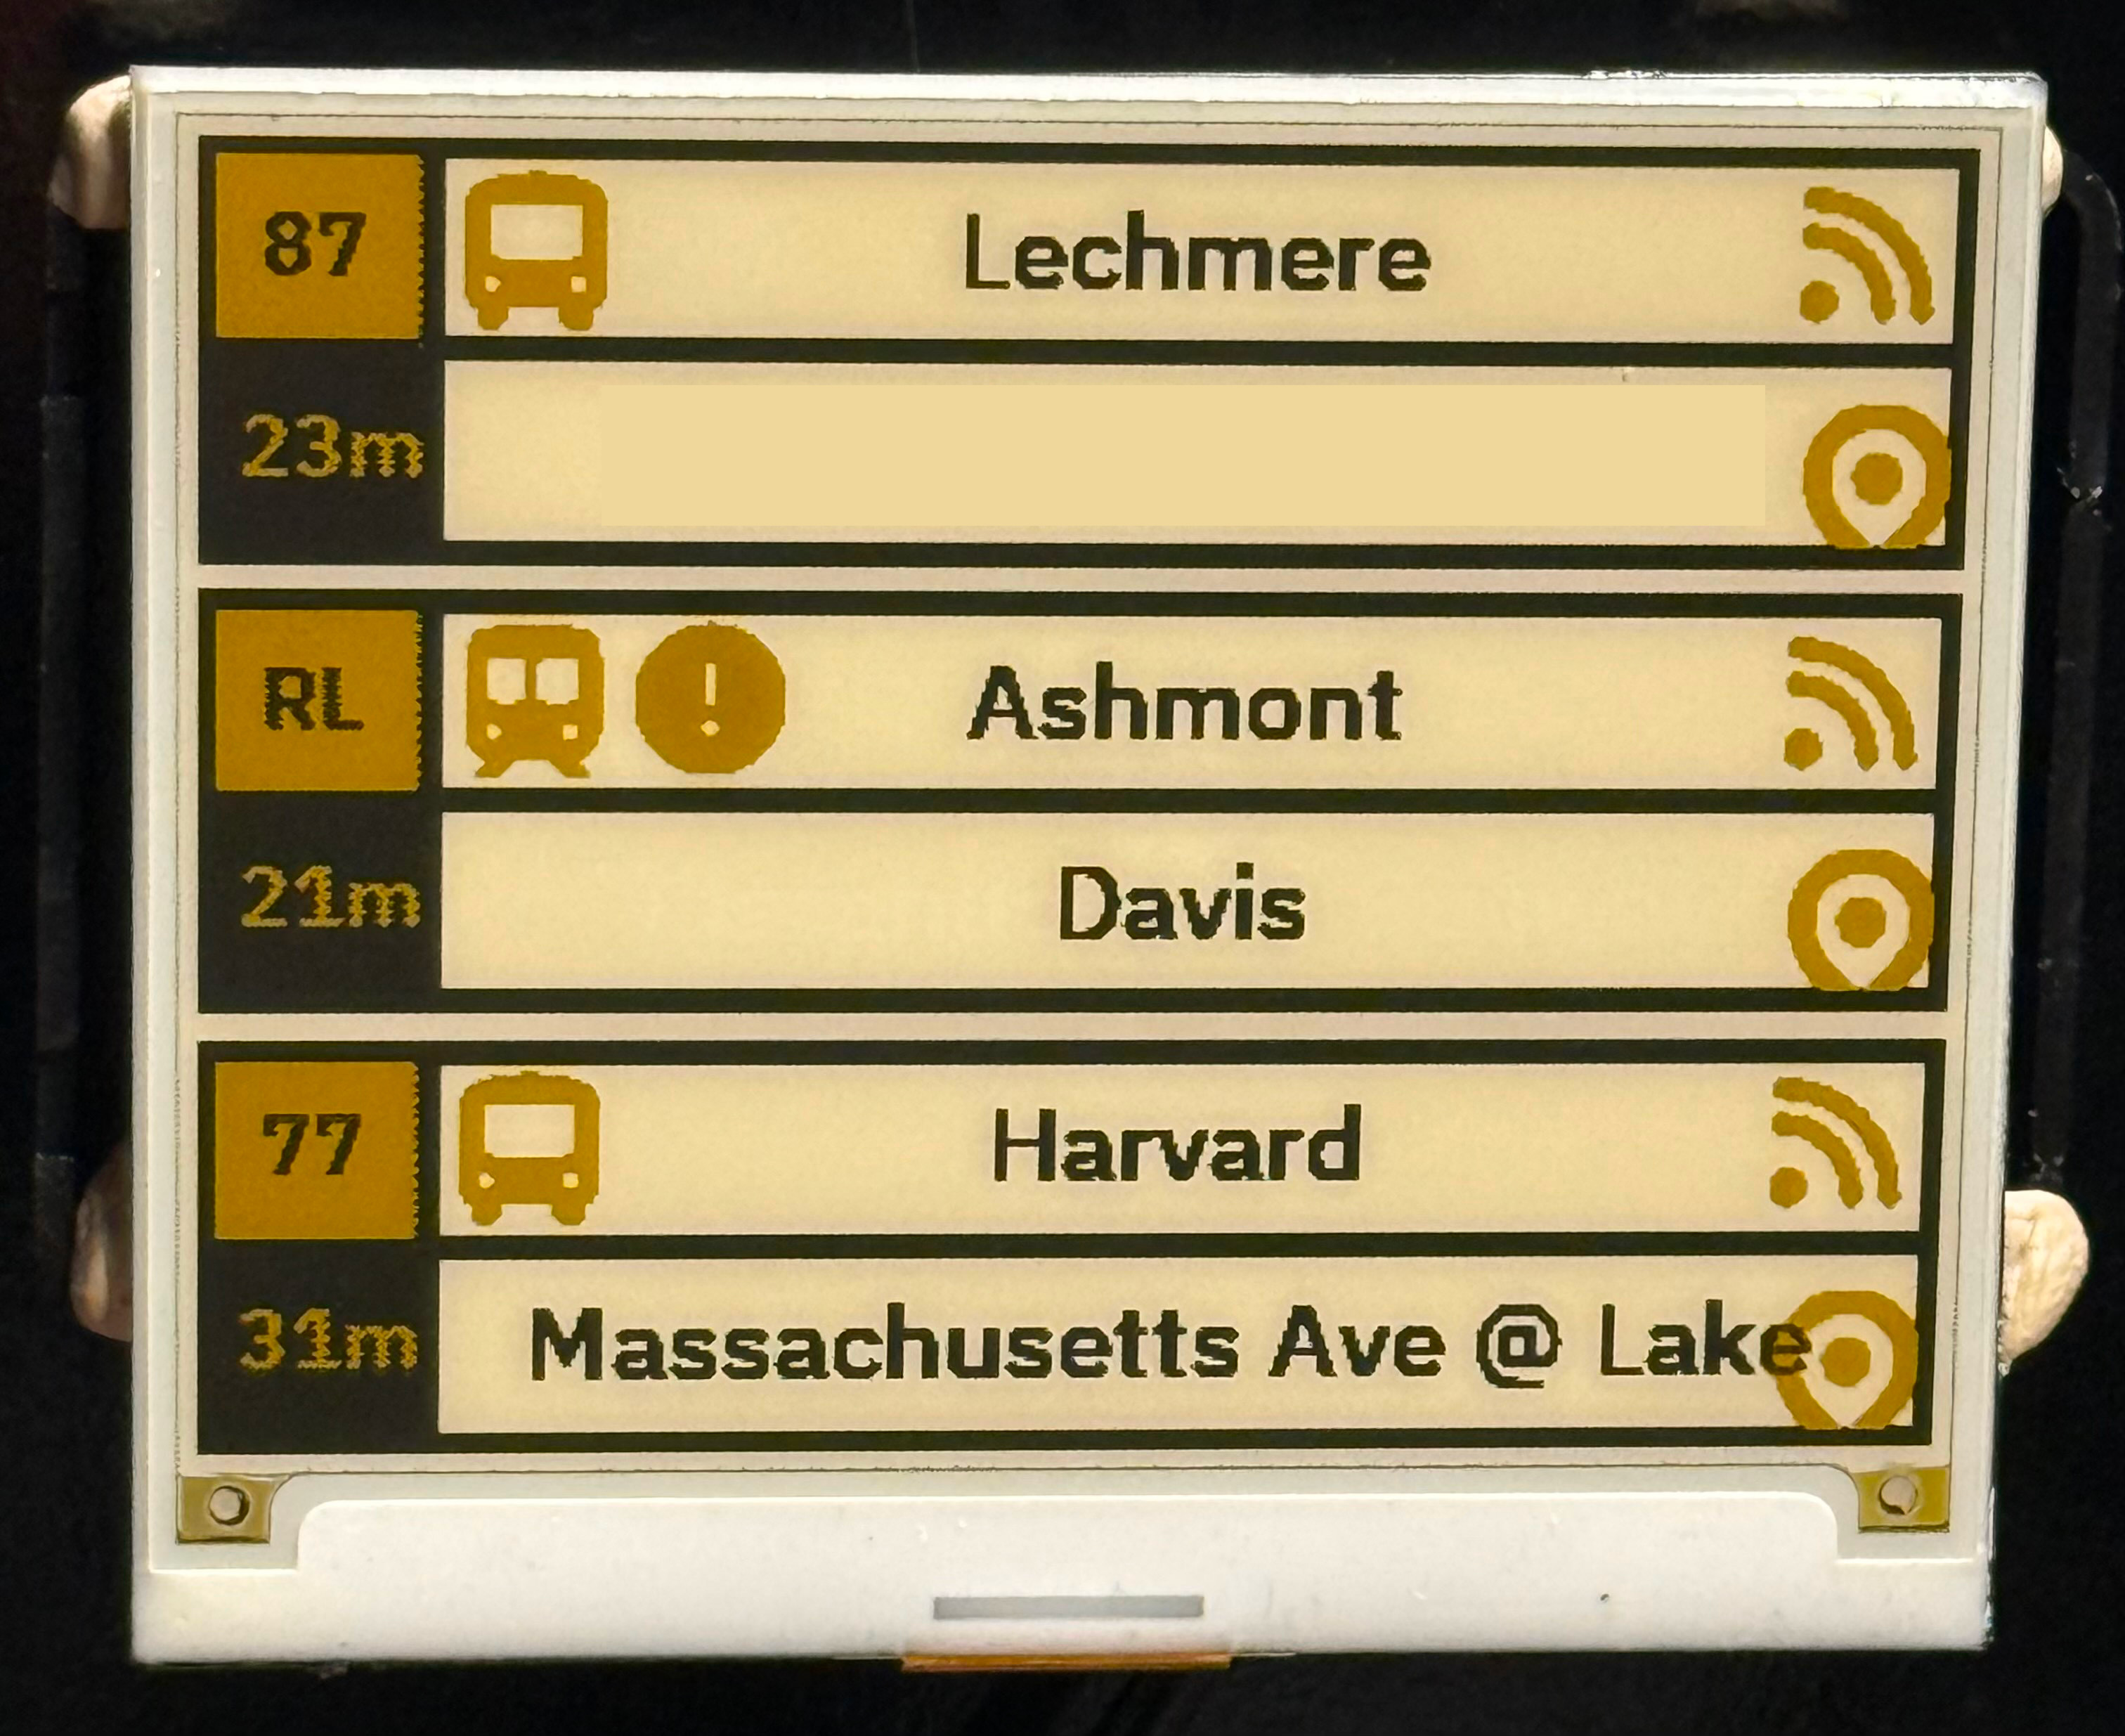 87
Lechmere
23m
RL
!
Ashmont
21m
Davis
77
Harvard
31m
Massachusetts Ave @ Lake